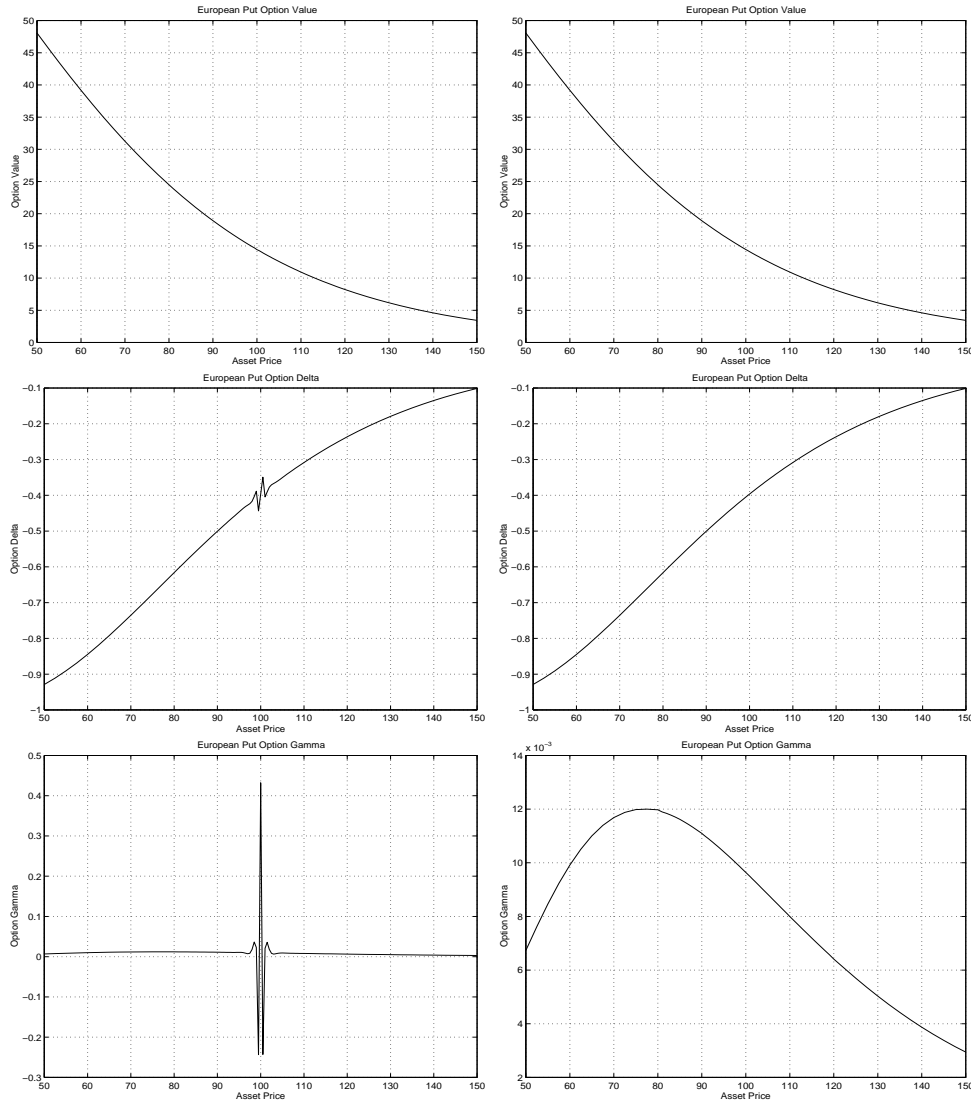 European Put Option Value
50
45
40
35
30
25
20
15
10
5
0
Option Value
50 60 70 80 90 100 110 120 130 140 150
Asset Price
European Put Option Value
50
45
40
35
30
25
20
15
10
5
0
Option Value
50 60 70 80 90 100 110 120 130 140 150
Asset Price
European Put Option Delta
−0.1
−0.2
−0.3
−0.4
−0.5
−0.6
−0.7
−0.8
−0.9
−1
Option Delta
50 60 70 80 90 100 110 120 130 140 150
Asset Price
European Put Option Delta
−0.1
−0.2
−0.3
−0.4
−0.5
−0.6
−0.7
−0.8
−0.9
−1
Option Delta
50 60 70 80 90 100 110 120 130 140 150
Asset Price
European Put Option Gamma
0.5
0.4
0.3
0.2
0.1
0
−0.1
−0.2
−0.3
Option Gamma
50 60 70 80 90 100 110 120 130 140 150
Asset Price
European Put Option Gamma
x 10−3
14
12
10
8
6
4
2
Option Gamma
50 60 70 80 90 100 110 120 130 140 150
Asset Price